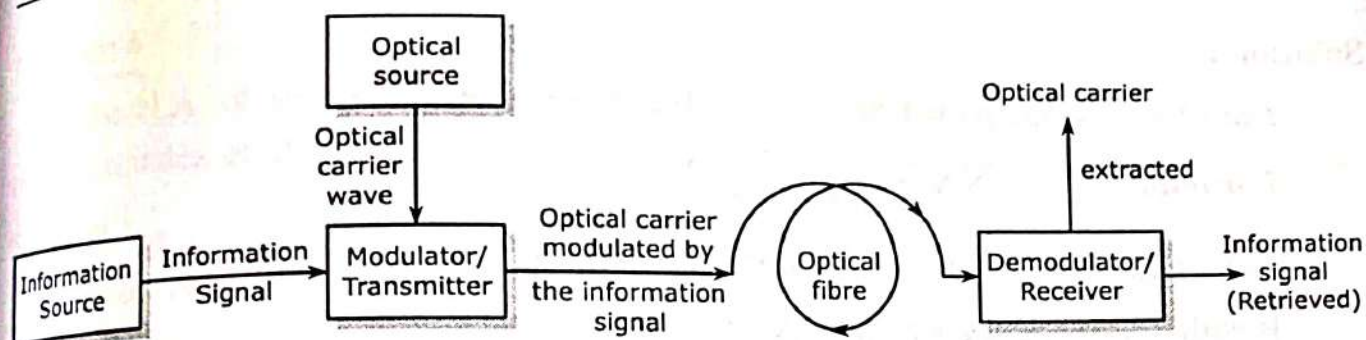 Optical
source
Optical
carrier
wave
Information
Source
Information
Signal
Modulator/
Transmitter
Optical carrier
modulated by
the information
signal
Optical
fibre
Optical carrier
extracted
Demodulator/
Receiver
Information
signal
(Retrieved)